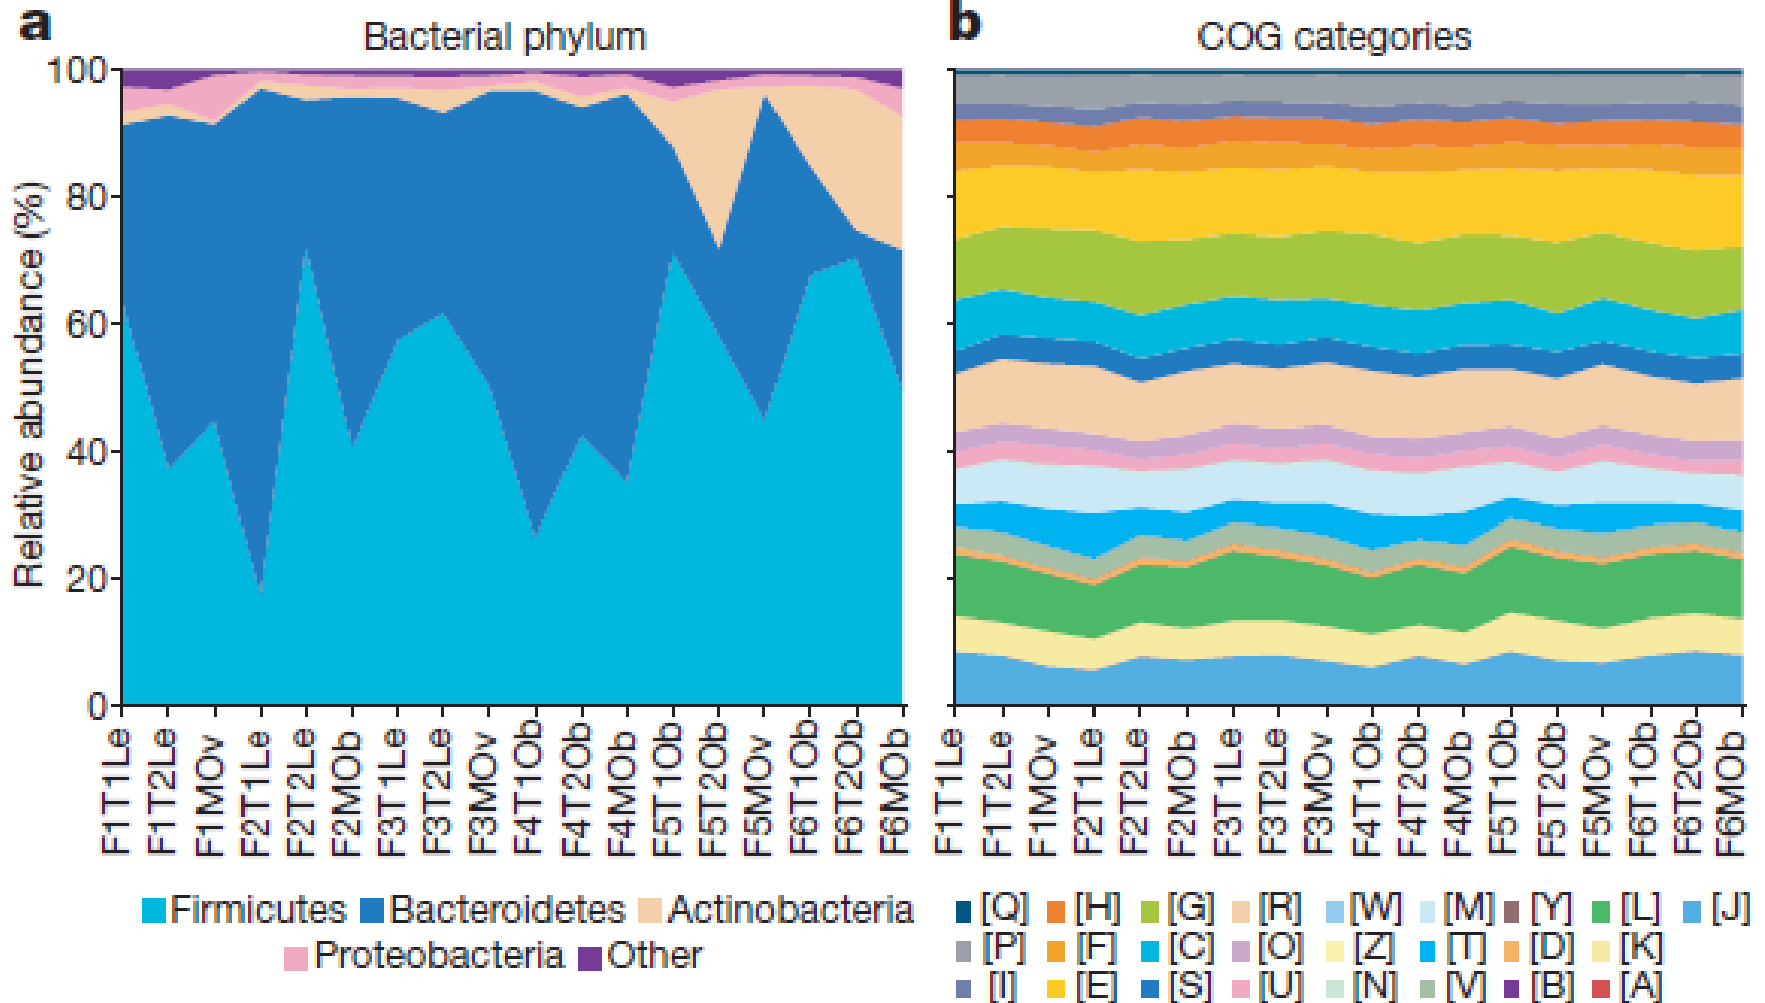 a
Bacterial phylum
Relative abundance (%)
100
80
60
40
20
0
F1T1Le
F1T2Le
F1MOv
F2T1Le
F2T2Le
F2MOb
F3T1Le
F3T2Le
F3MOv
F4T1Ob
F4T2Ob
F4MOb
F5T1Ob
F5T2Ob
F5MOv
F6T1Ob
F6T2Ob
F6MOb
Firmicutes Bacteroidetes Actinobacteria
Proteobacteria Other
b
COG categories
F1T1Le
F1T2Le
F1MOv
F2T1Le
F2T2Le
F2MOb
F3T1Le
F3T2Le
F3MOv
F4T1Ob
F4T2Ob
F4MOb
F5T1Ob
F5T2Ob
F5MOv
F6T1Ob
F6T2Ob
F6MOb
[Q] [H] [G] [R] [W] [M] [Y] [L] [J]
[P] [F] [C] [O] [Z] [T] [D] [K]
[I] [E] [S] [U] [N] [V] [B] [A]